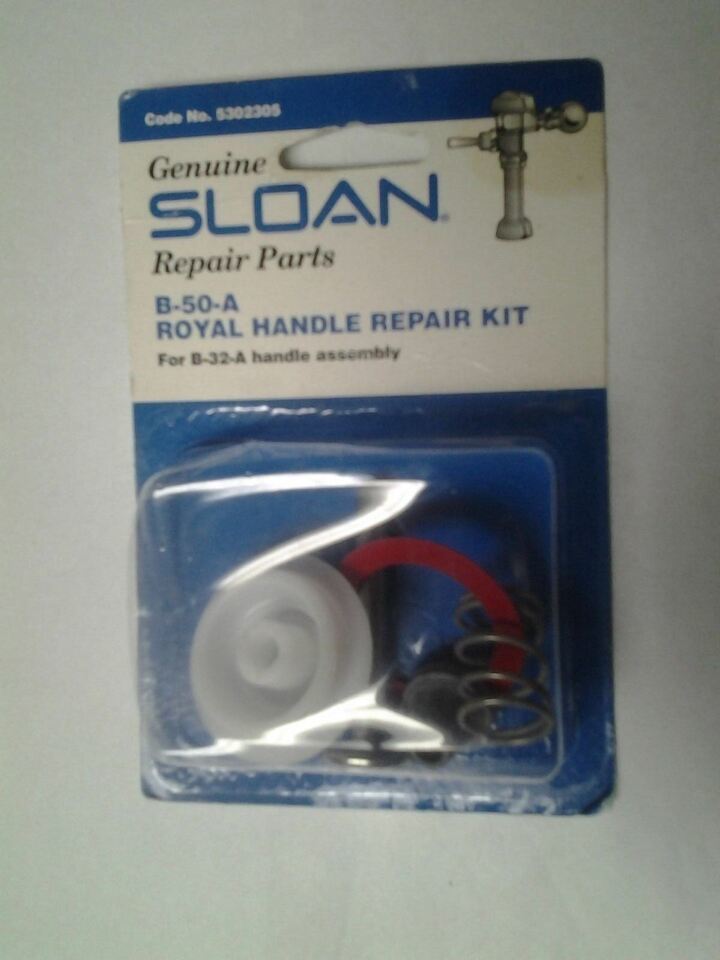 Code No. 5302305
Genuine
SLOAN®
Repair Parts
B-50-A
ROYAL HANDLE REPAIR KIT
For B-32-A handle assembly